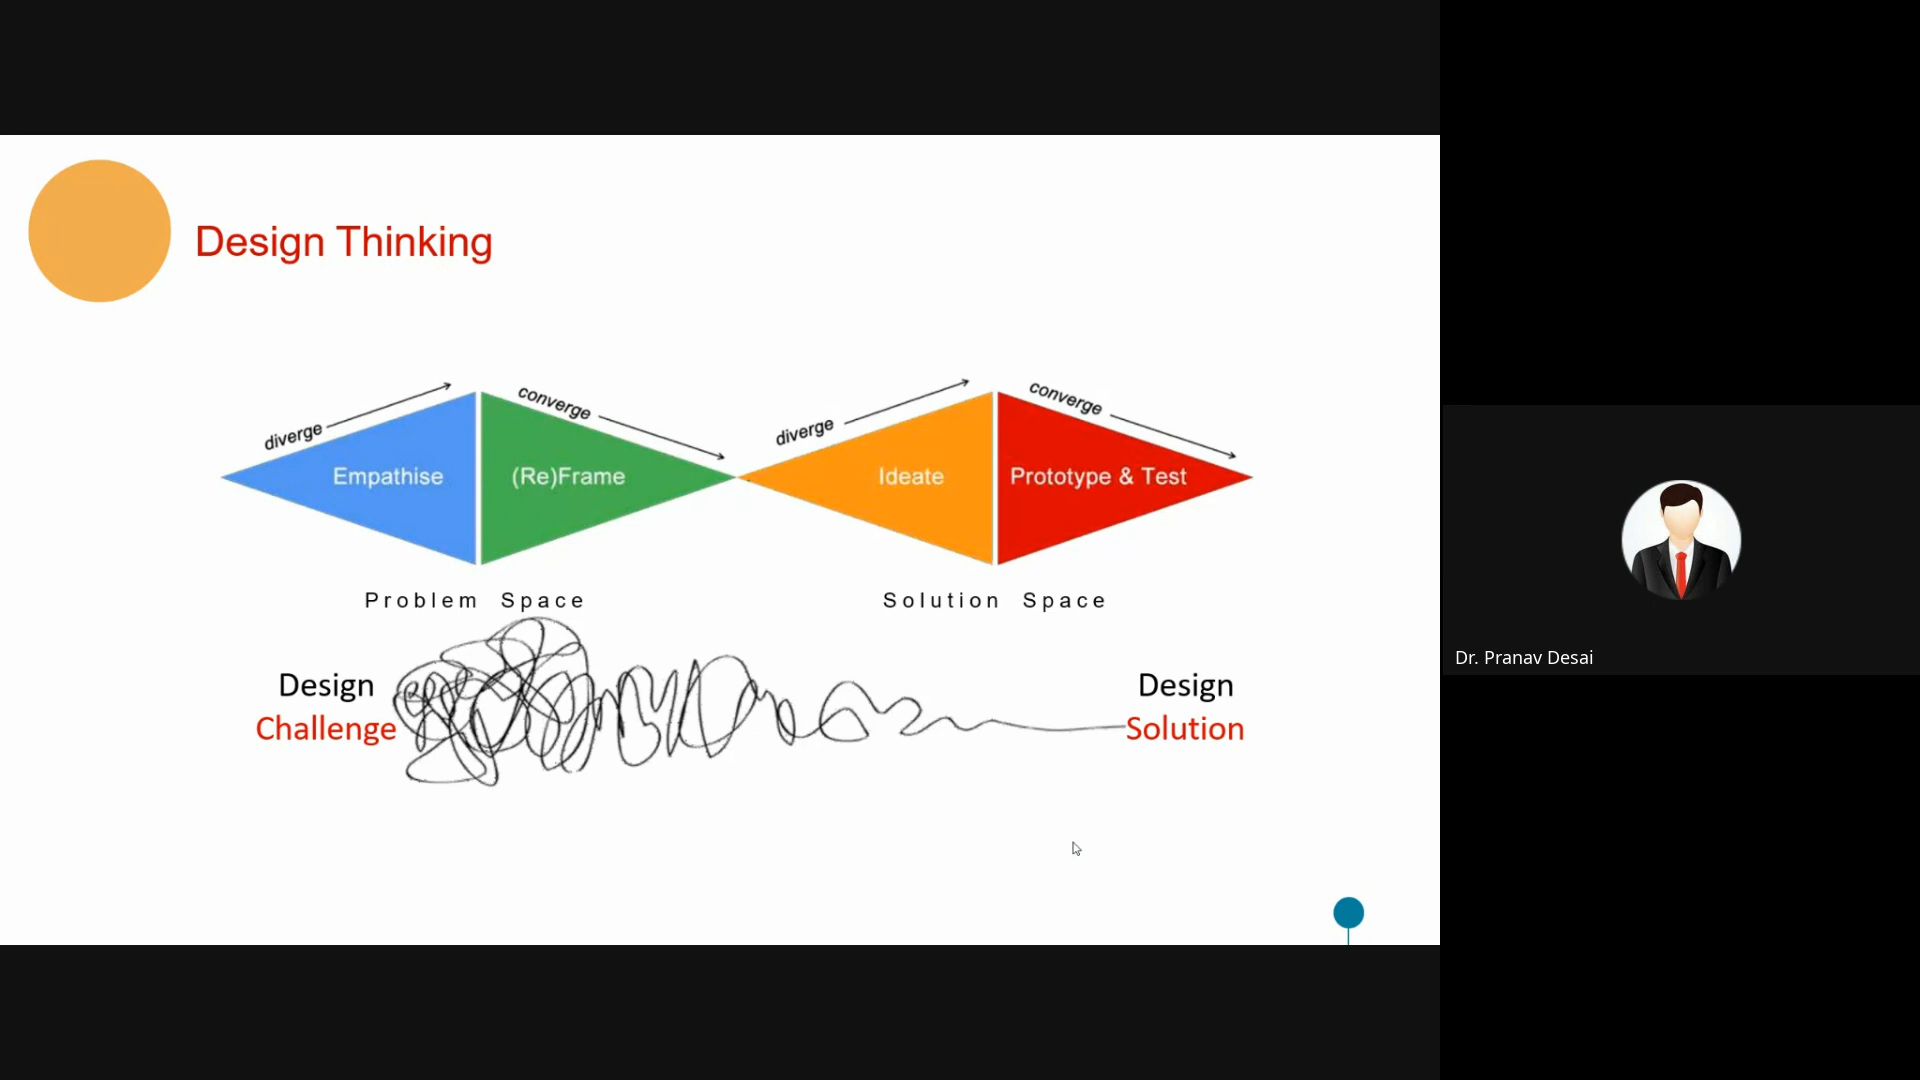 Design Thinking
diverge
converge
diverge
converge
Empathise
(Re)Frame
Ideate
Prototype & Test
Problem Space
Solution Space
Design
Challenge
Design
Solution
Dr. Pranav Desai